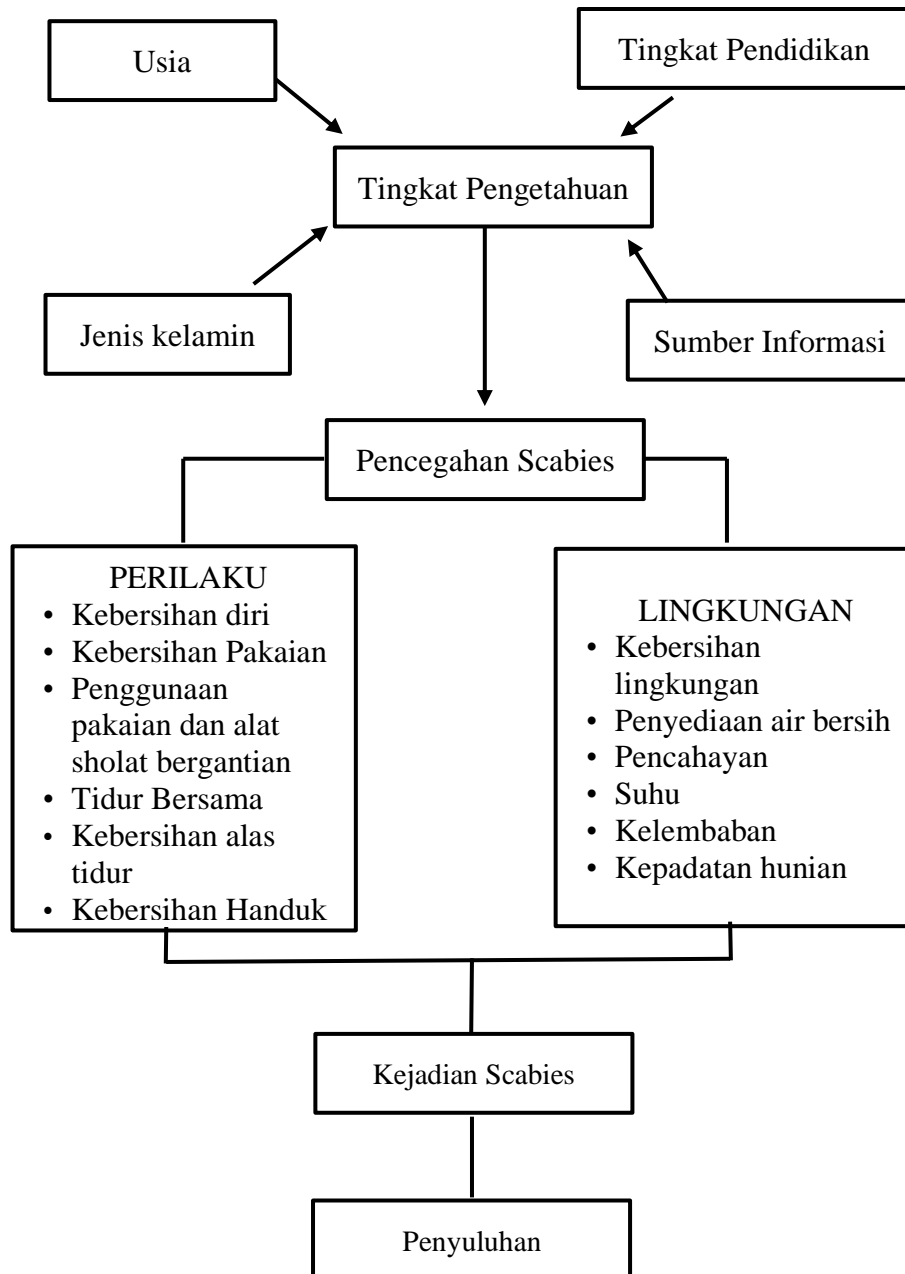 Usia
Tingkat Pendidikan
Tingkat Pengetahuan
Jenis kelamin
Sumber Informasi
Pencegahan Scabies
PERILAKU
• Kebersihan diri
• Kebersihan Pakaian
• Penggunaan
pakaian dan alat
sholat bergantian
• Tidur Bersama
• Kebersihan alas
tidur
• Kebersihan Handuk
LINGKUNGAN
• Kebersihan
lingkungan
• Penyediaan air bersih
• Pencahayan
• Suhu
• Kelembaban
• Kepadatan hunian
Kejadian Scabies
Penyuluhan